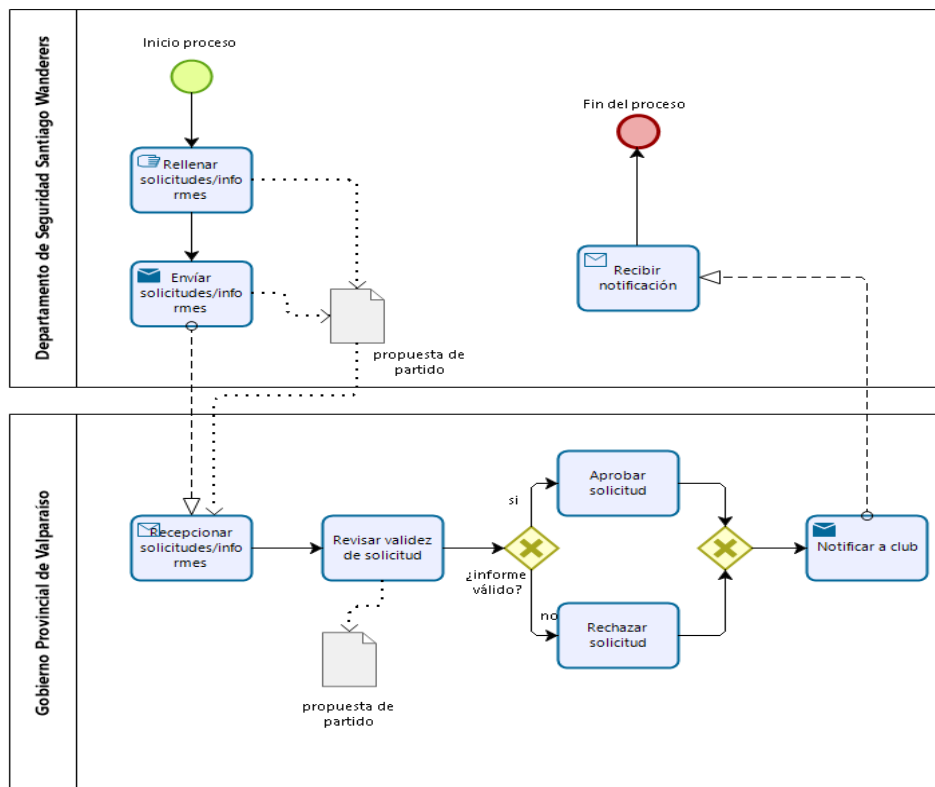 Departamento de Seguridad Santiago Wanderers
Inicio proceso
Rellenar
solicitudes/info
rmes
Envíar
solicitudes/info
rmes
propuesta de
partido
Fin del proceso
Recibir
notificación
Gobierno Provincial de Valparaíso
Recepcionar
solicitudes/info
rmes
Revisar validez
de solicitud
propuesta de
partido
¿informe
válido?
si
no
Aprobar
solicitud
Rechazar
solicitud
Notificar a club